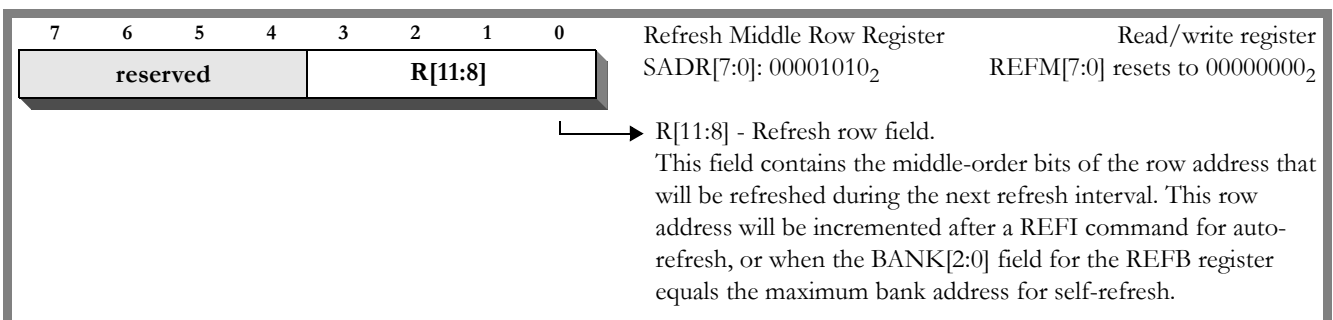 7 6 5 4 3 2 1 0
reserved R[11:8]
Refresh Middle Row Register Read/write register
SADR[7:0]: 00001010₂ REFM[7:0] resets to 00000000₂
R[11:8] - Refresh row field.
This field contains the middle-order bits of the row address that
will be refreshed during the next refresh interval. This row
address will be incremented after a REFI command for auto-
refresh, or when the BANK[2:0] field for the REFB register
equals the maximum bank address for self-refresh.